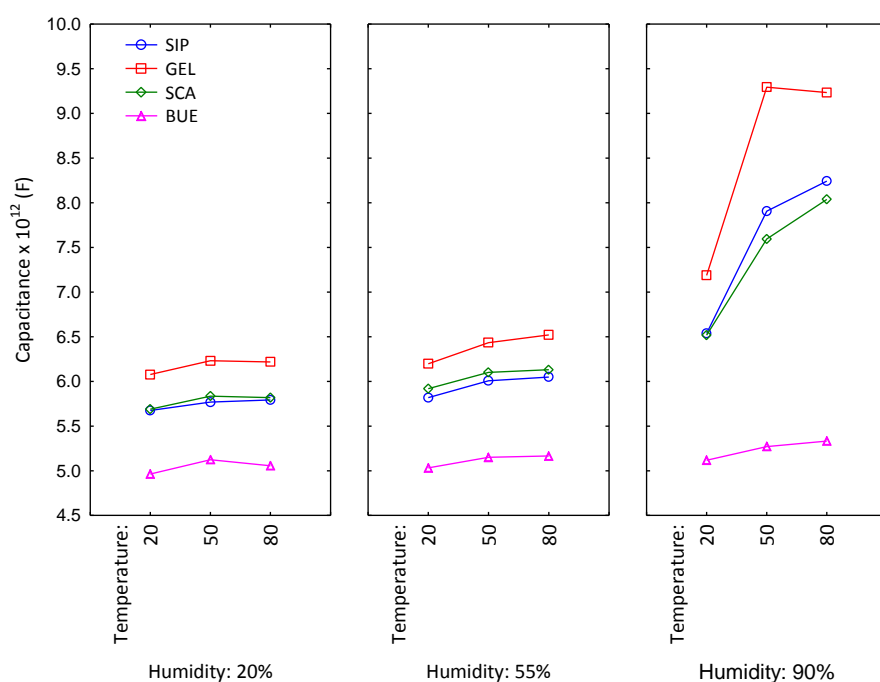 Capacitance x 10¹² (F)
10.0
9.5
9.0
8.5
8.0
7.5
7.0
6.5
6.0
5.5
5.0
4.5
SIP
GEL
SCA
BUE
Temperature: 20 50 80
Temperature: 20 50 80
Temperature: 20 50 80
Humidity: 20%
Humidity: 55%
Humidity: 90%